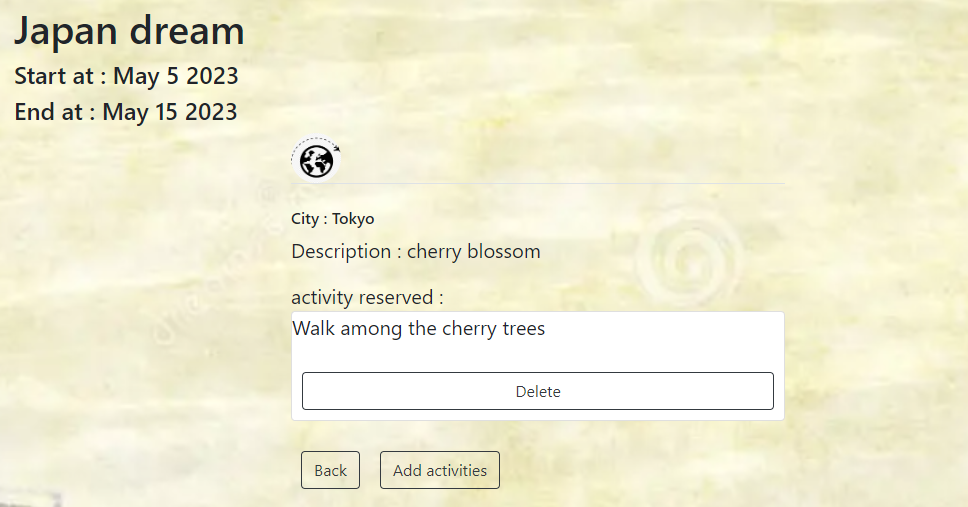 Japan dream
Start at : May 5 2023
End at : May 15 2023
City : Tokyo
Description : cherry blossom
activity reserved :
Walk among the cherry trees
Delete
Back
Add activities